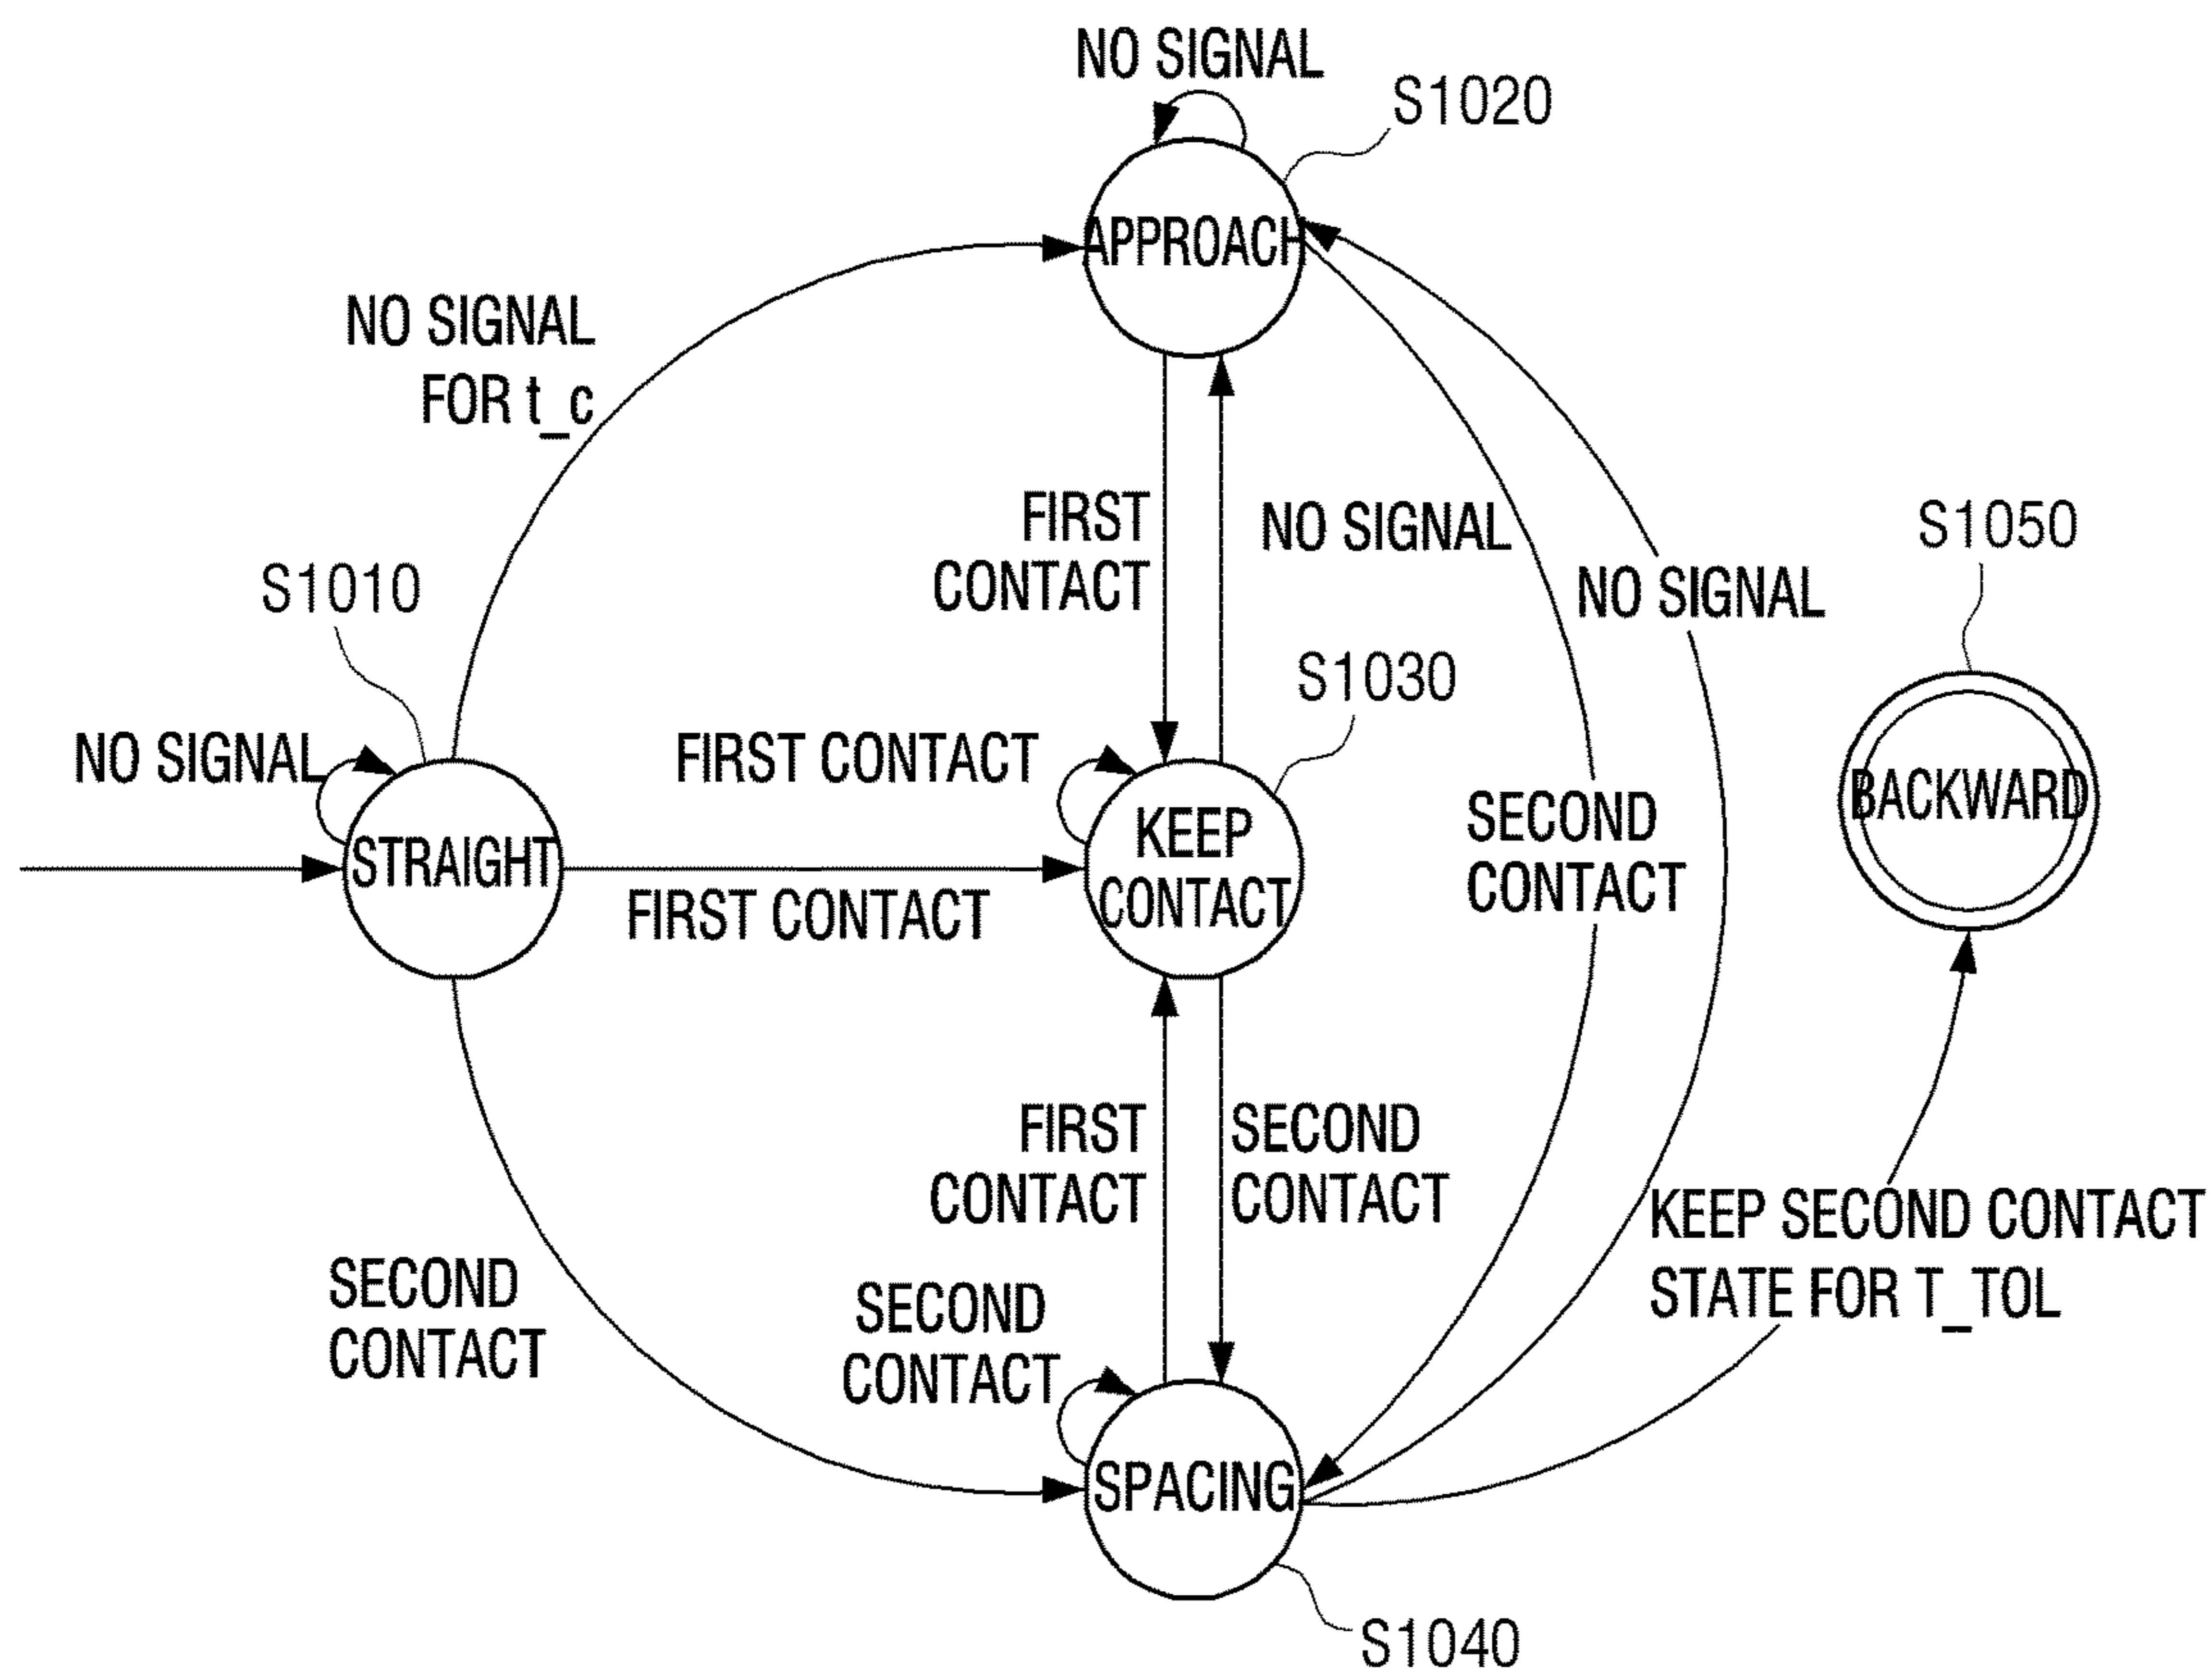 NO SIGNAL
S1020
APPROACH
NO SIGNAL
FOR t_c
FIRST
CONTACT
NO SIGNAL
S1050
NO SIGNAL
S1010
S1030
NO SIGNAL
FIRST CONTACT
STRAIGHT
KEEP
CONTACT
FIRST CONTACT
SECOND
CONTACT
BACKWARD
FIRST
CONTACT
SECOND
CONTACT
KEEP SECOND CONTACT
STATE FOR T_TOL
SECOND
CONTACT
SECOND
CONTACT
SPACING
S1040